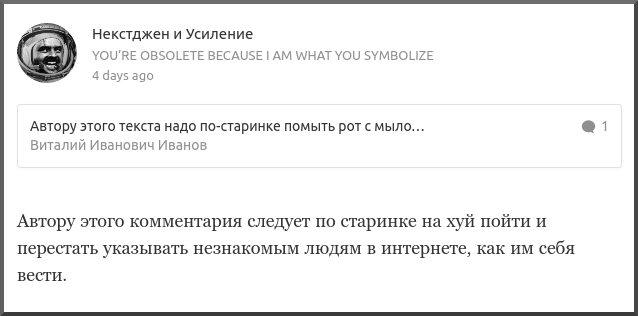 Некстджен и Усиление
YOU'RE OBSOLETE BECAUSE I AM WHAT YOU SYMBOLIZE
4 days ago
Автору этого текста надо по-старинке помыть рот с мыло…
1
Виталий Иванович Иванов
Автору этого комментария следует по старинке на хуй пойти и
перестать указывать незнакомым людям в интернете, как им себя
вести.